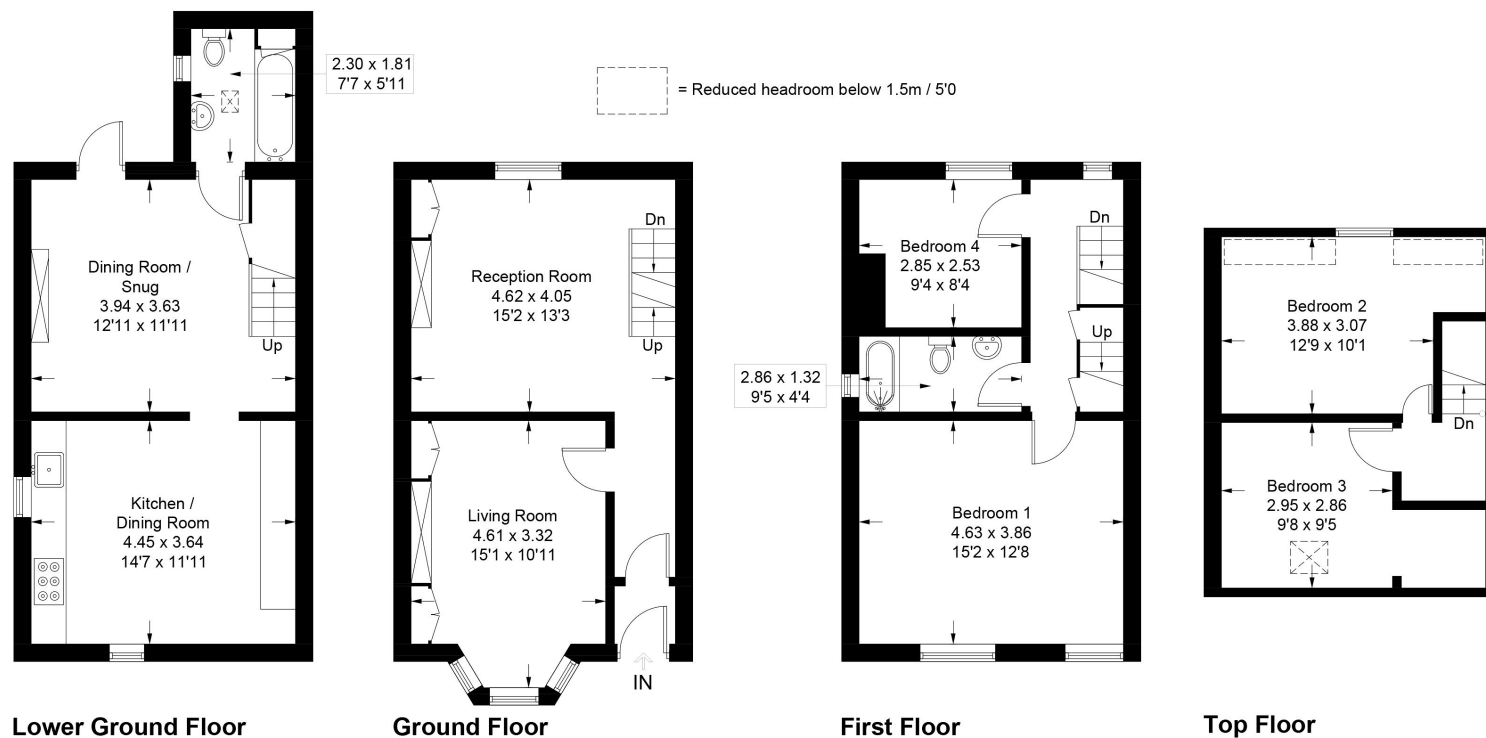 2.30 x 1.81
7'7 x 5'11
= Reduced headroom below 1.5m / 5'0
Dining Room /
Snug
3.94 x 3.63
12'11 x 11'11
Up
Kitchen /
Dining Room
4.45 x 3.64
14'7 x 11'11
Lower Ground Floor
Dn
Reception Room
4.62 x 4.05
15'2 x 13'3
Up
Living Room
4.61 x 3.32
15'1 x 10'11
IN
Ground Floor
Bedroom 4
2.85 x 2.53
9'4 x 8'4
Dn
Up
2.86 x 1.32
9'5 x 4'4
Bedroom 1
4.63 x 3.86
15'2 x 12'8
First Floor
Bedroom 2
3.88 x 3.07
12'9 x 10'1
Dn
Bedroom 3
2.95 x 2.86
9'8 x 9'5
Top Floor